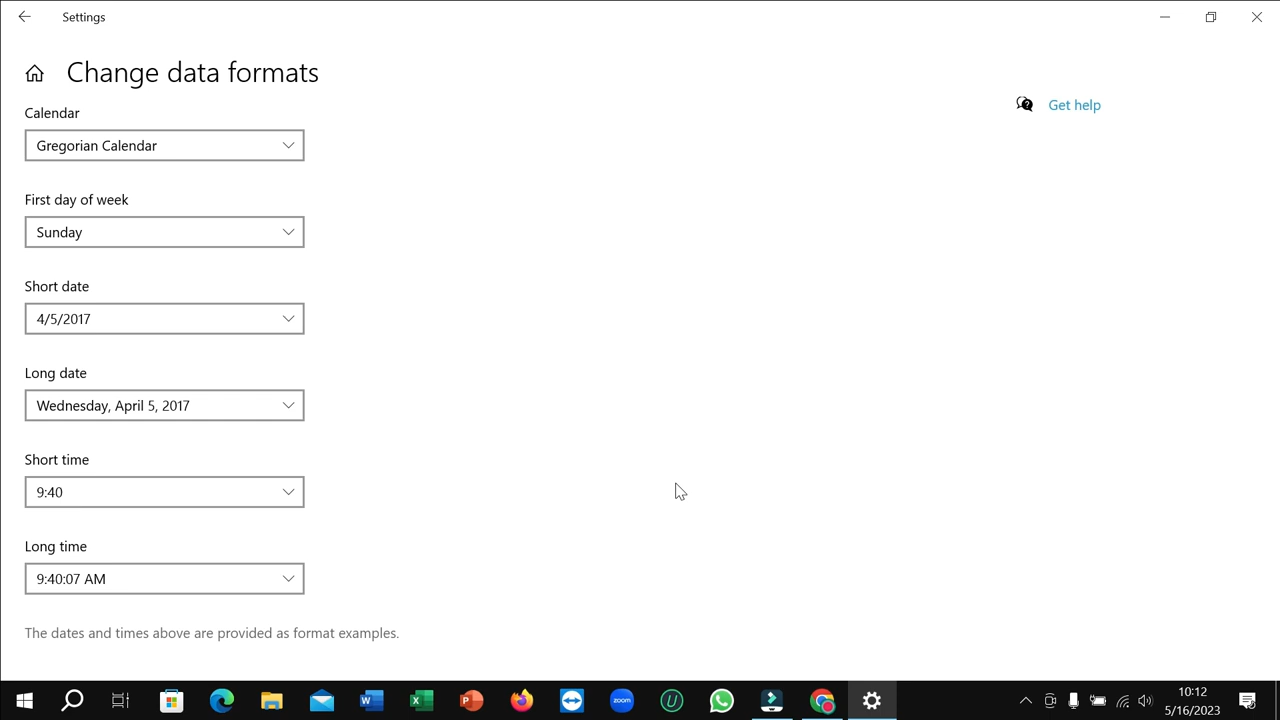 Settings
Change data formats
Get help
Calendar
Gregorian Calendar
First day of week
Sunday
Short date
4/5/2017
Long date
Wednesday, April 5, 2017
Short time
9:40
Long time
9:40:07 AM
The dates and times above are provided as format examples.
W
X
P
zoom
U
10:12
5/16/2023